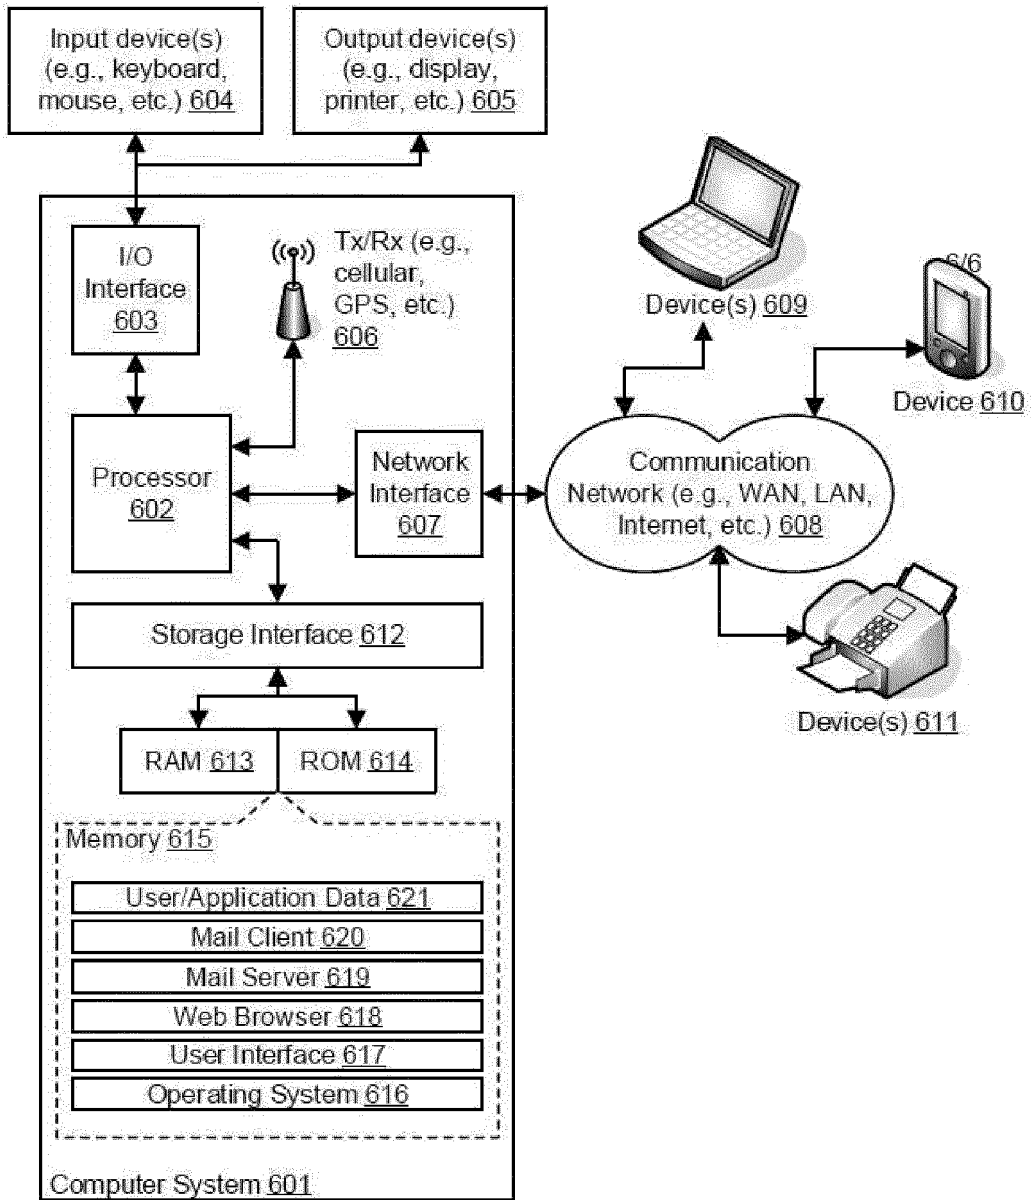 Input device(s)
(e.g., keyboard,
mouse, etc.) 604
Output device(s)
(e.g., display,
printer, etc.) 605
I/O
Interface
603
Tx/Rx (e.g.,
cellular,
GPS, etc.)
606
Device(s) 609
6/6
Device 610
Processor
602
Network
Interface
607
Communication
Network (e.g., WAN, LAN,
Internet, etc.) 608
Storage Interface 612
Device(s) 611
RAM 613
ROM 614
Memory 615
User/Application Data 621
Mail Client 620
Mail Server 619
Web Browser 618
User Interface 617
Operating System 616
Computer System 601